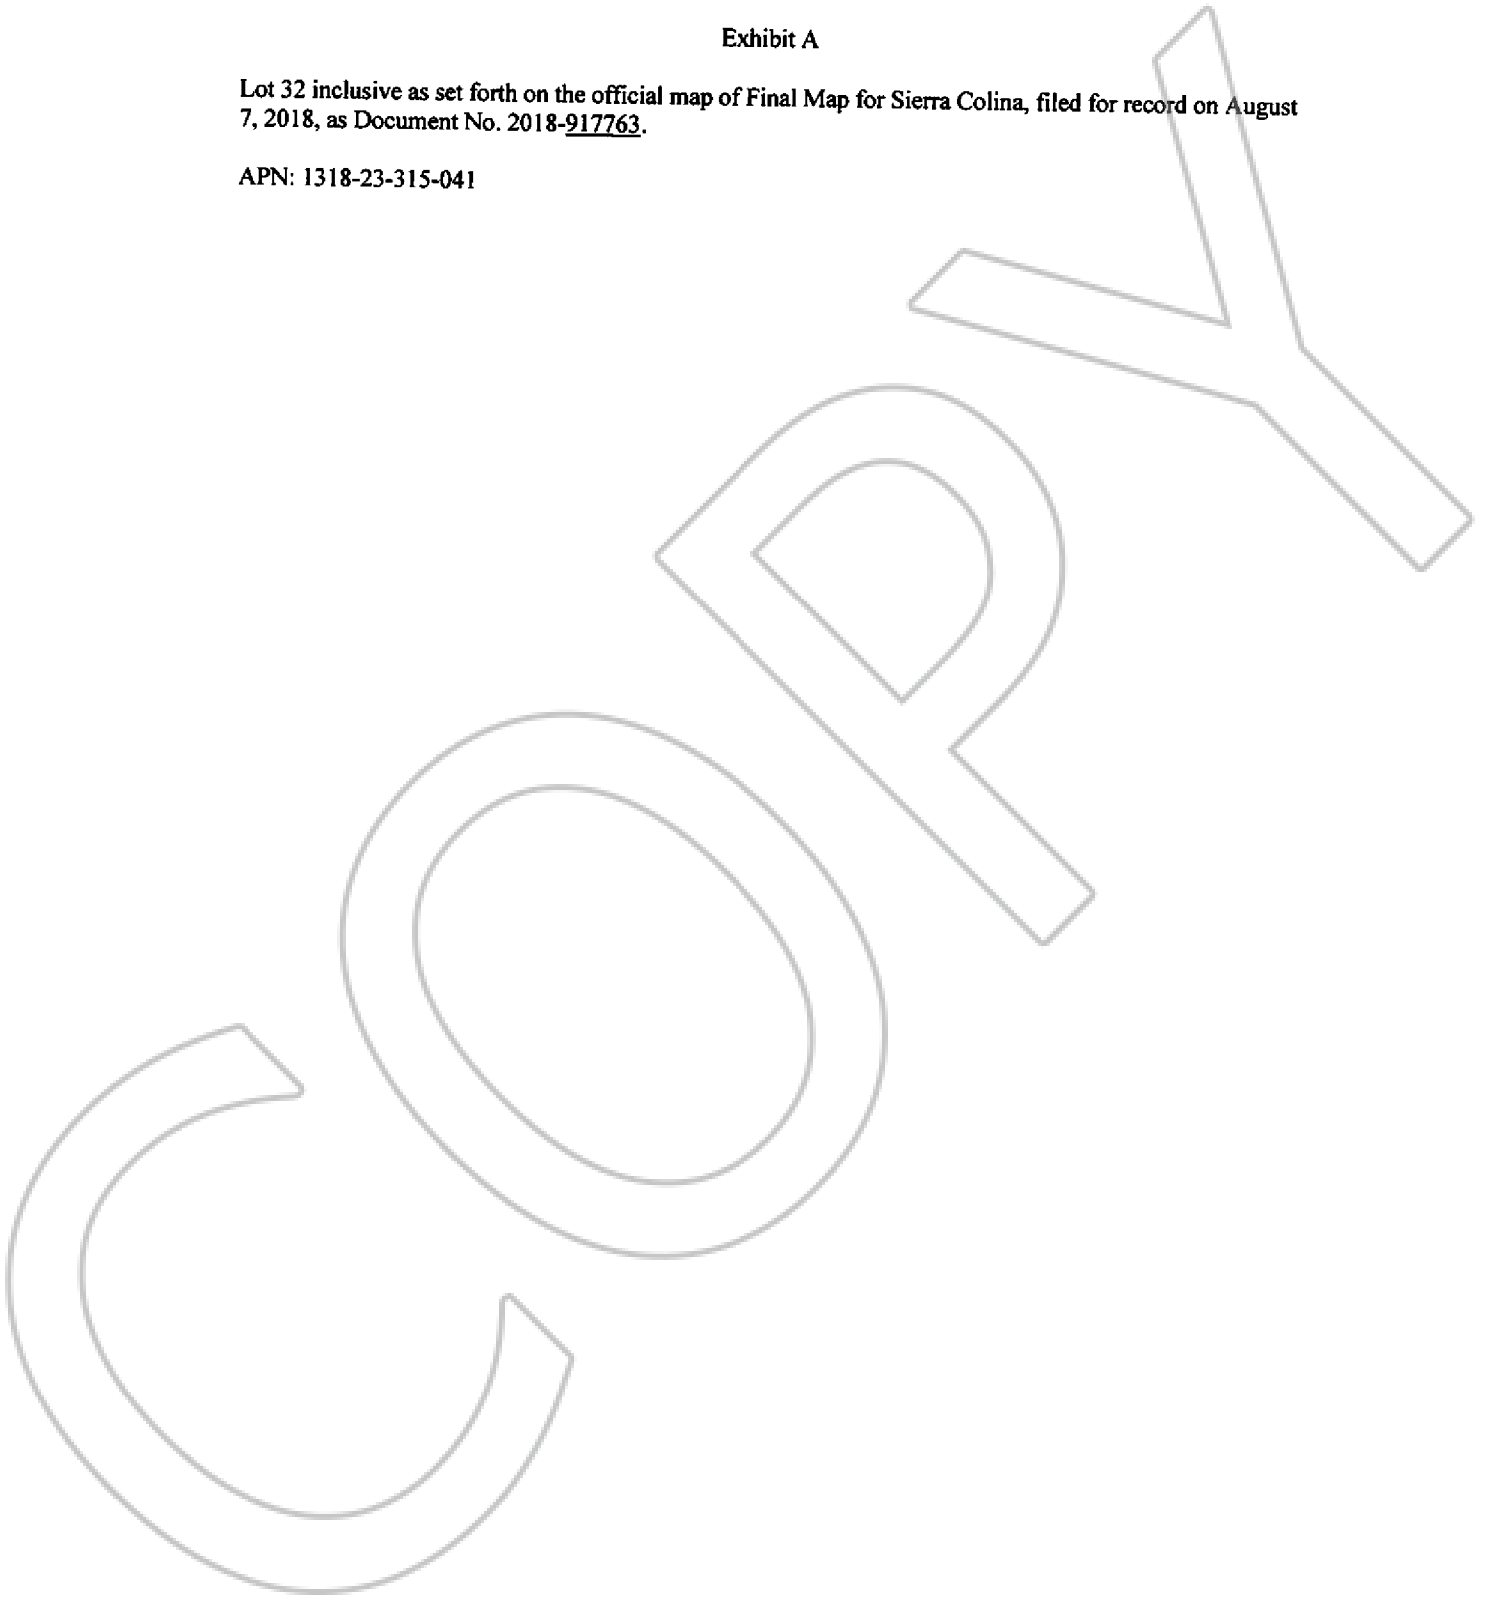 Exhibit A
Lot 32 inclusive as set forth on the official map of Final Map for Sierra Colina, filed for record on August
7, 2018, as Document No. 2018-917763.
APN: 1318-23-315-041
COPY